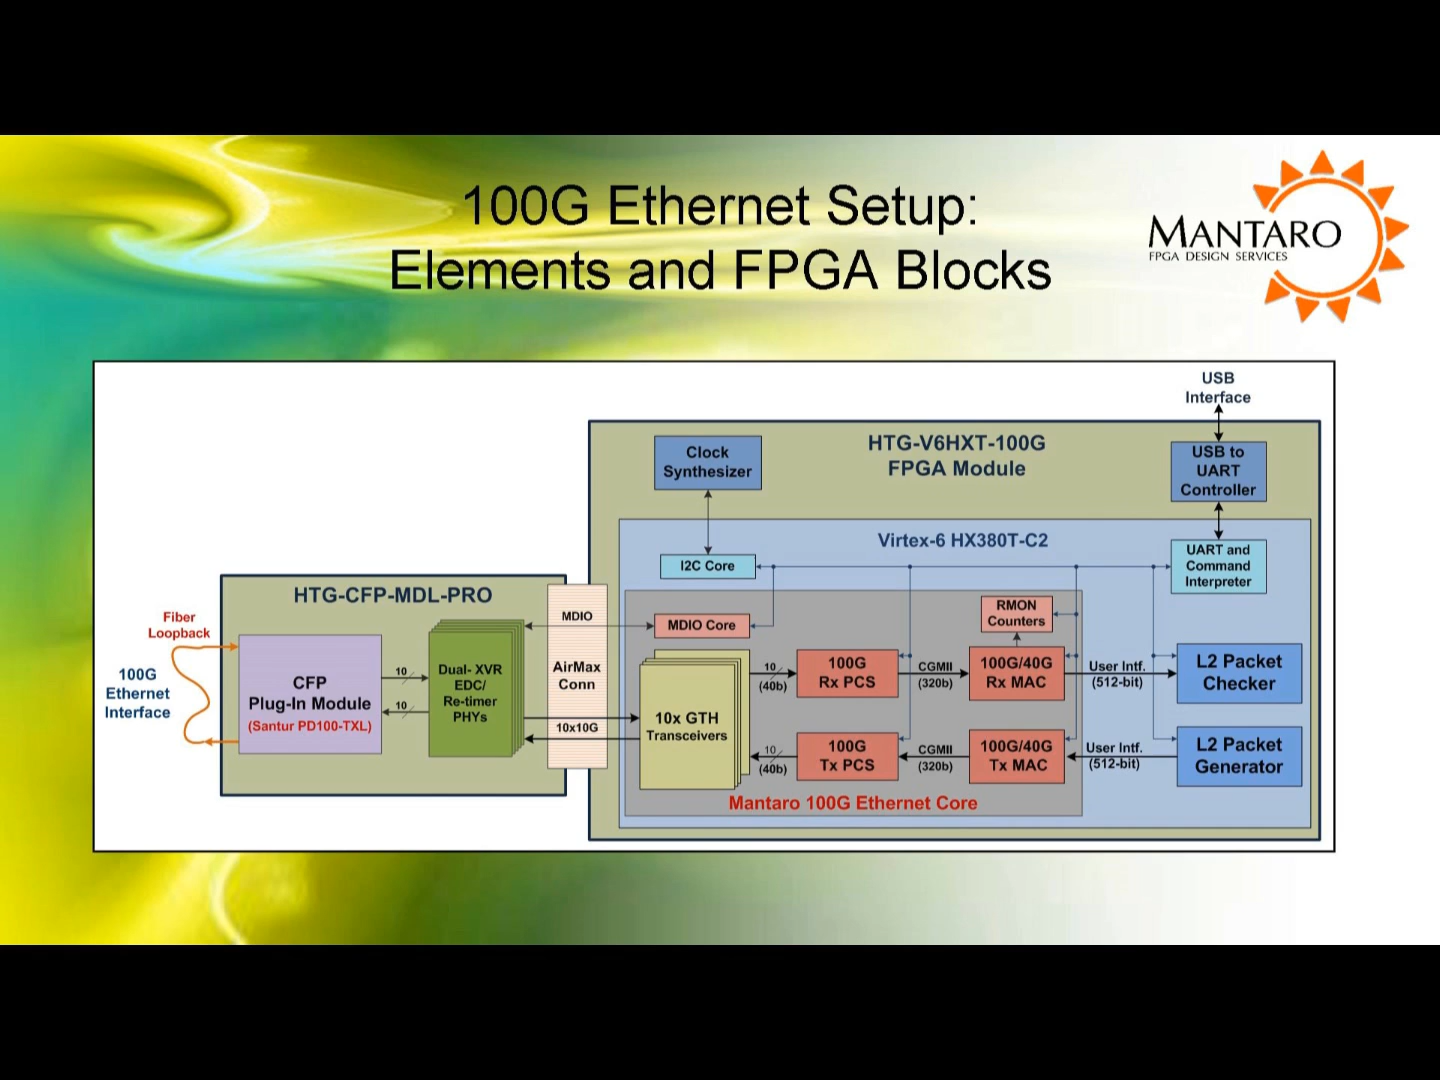 100G Ethernet Setup:
Elements and FPGA Blocks
MANTARO
FPGA DESIGN SERVICES
USB
Interface
HTG-V6HXT-100G
FPGA Module
Clock
Synthesizer
USB to
UART
Controller
Virtex-6 HX380T-C2
I2C Core
UART and
Command
Interpreter
HTG-CFP-MDL-PRO
MDIO
MDIO Core
RMON
Counters
Fiber
Loopback
100G
Ethernet
Interface
CFP
Plug-In Module
(Santur PD100-TXL)
10
10
Dual- XVR
EDC/
Re-timer
PHYs
AirMax
Conn
10x10G
10x GTH
Transceivers
10
(40b)
100G
Rx PCS
CGMII
(320b)
100G/40G
Rx MAC
User Intf.
(512-bit)
L2 Packet
Checker
10
(40b)
100G
Tx PCS
CGMII
(320b)
100G/40G
Tx MAC
User Intf.
(512-bit)
L2 Packet
Generator
Mantaro 100G Ethernet Core